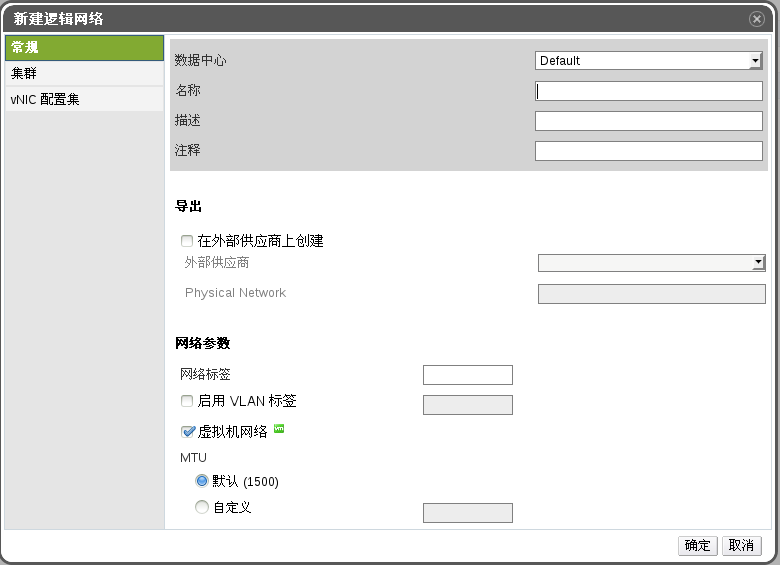 新建逻辑网络
常规
集群
vNIC 配置集
数据中心 Default
名称
描述
注释
导出
在外部供应商上创建
外部供应商
Physical Network
网络参数
网络标签
启用 VLAN 标签
虚拟机网络 vm
MTU
默认 (1500)
自定义
确定 取消